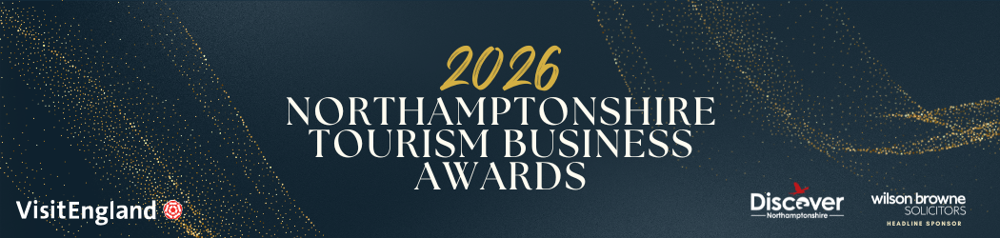 2026
NORTHAMPTONSHIRE
TOURISM BUSINESS
AWARDS
VisitEngland
Discover
Northamptonshire
wilson browne
SOLICITORS
HEADLINE SPONSOR